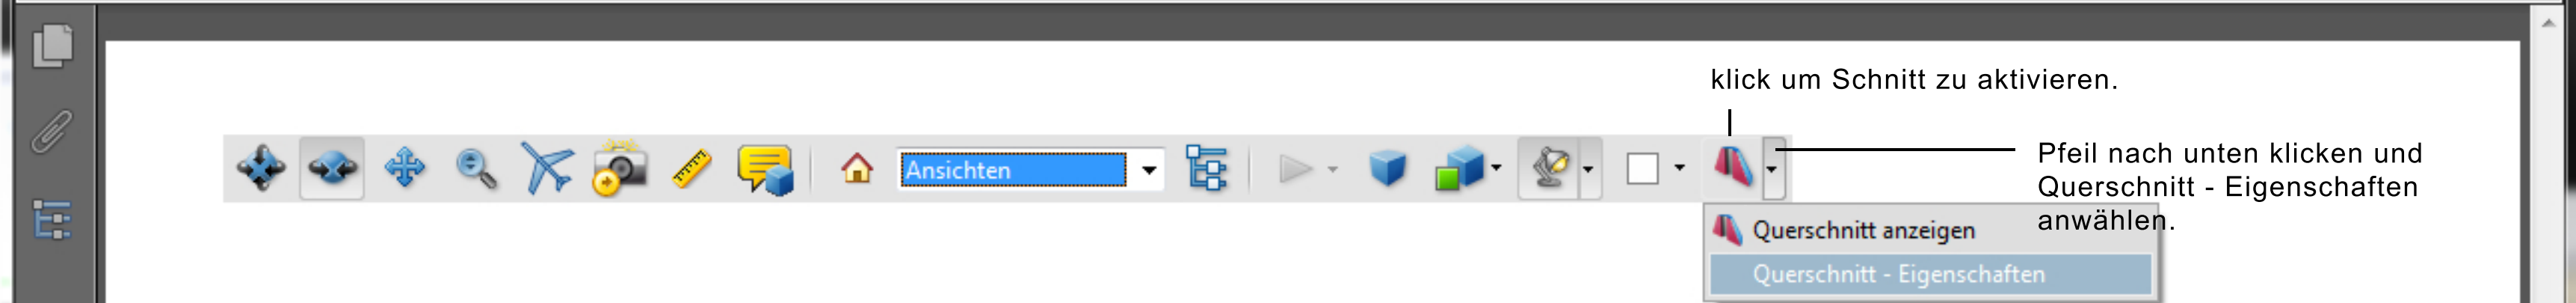 klick um Schnitt zu aktivieren.
Ansichten
Pfeil nach unten klicken und
Querschnitt - Eigenschaften
anwählen.
Querschnitt anzeigen
Querschnitt - Eigenschaften